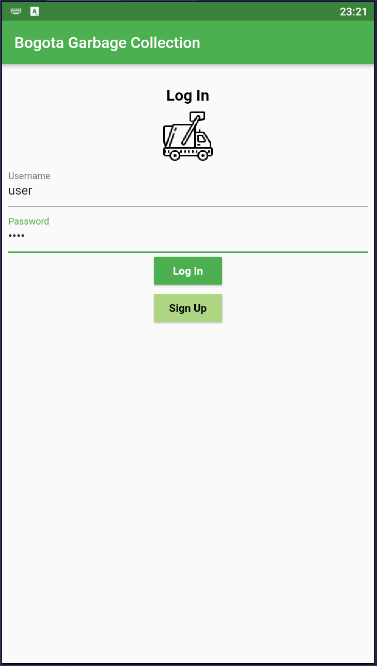 23:21
Bogota Garbage Collection
Log In
Username
user
Password
••••
Log In
Sign Up